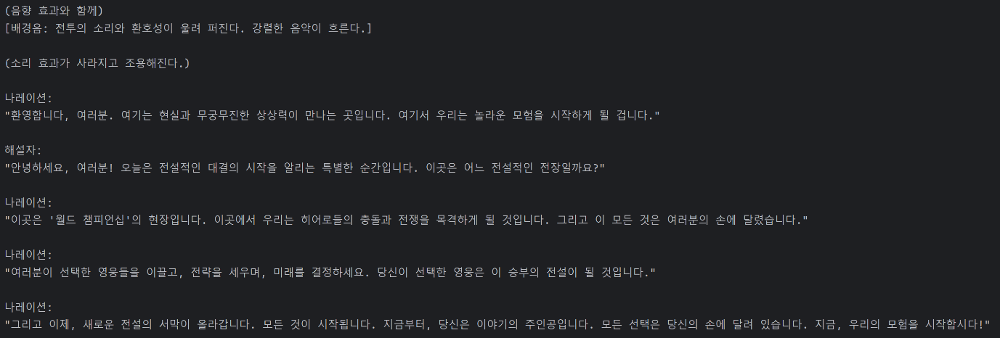 (음향 효과와 함께)
[배경음: 전투의 소리와 환호성이 울려 퍼진다. 강렬한 음악이 흐른다.]
(소리 효과가 사라지고 조용해진다.)
나레이션:
"환영합니다, 여러분. 여기는 현실과 무궁무진한 상상력이 만나는 곳입니다. 여기서 우리는 놀라운 모험을 시작하게 될 겁니다."
해설자:
"안녕하세요, 여러분! 오늘은 전설적인 대결의 시작을 알리는 특별한 순간입니다. 이곳은 어느 전설적인 전장일까요?"
나레이션:
"이곳은 '월드 챔피언십'의 현장입니다. 이곳에서 우리는 히어로들의 충돌과 전쟁을 목격하게 될 것입니다. 그리고 이 모든 것은 여러분의 손에 달렸습니다."
나레이션:
"여러분이 선택한 영웅들을 이끌고, 전략을 세우며, 미래를 결정하세요. 당신이 선택한 영웅은 이 승부의 전설이 될 것입니다."
나레이션:
"그리고 이제, 새로운 전설의 서막이 올라갑니다. 모든 것이 시작됩니다. 지금부터, 당신은 이야기의 주인공입니다. 모든 선택은 당신의 손에 달려 있습니다. 지금, 우리의 모험을 시작합시다!"